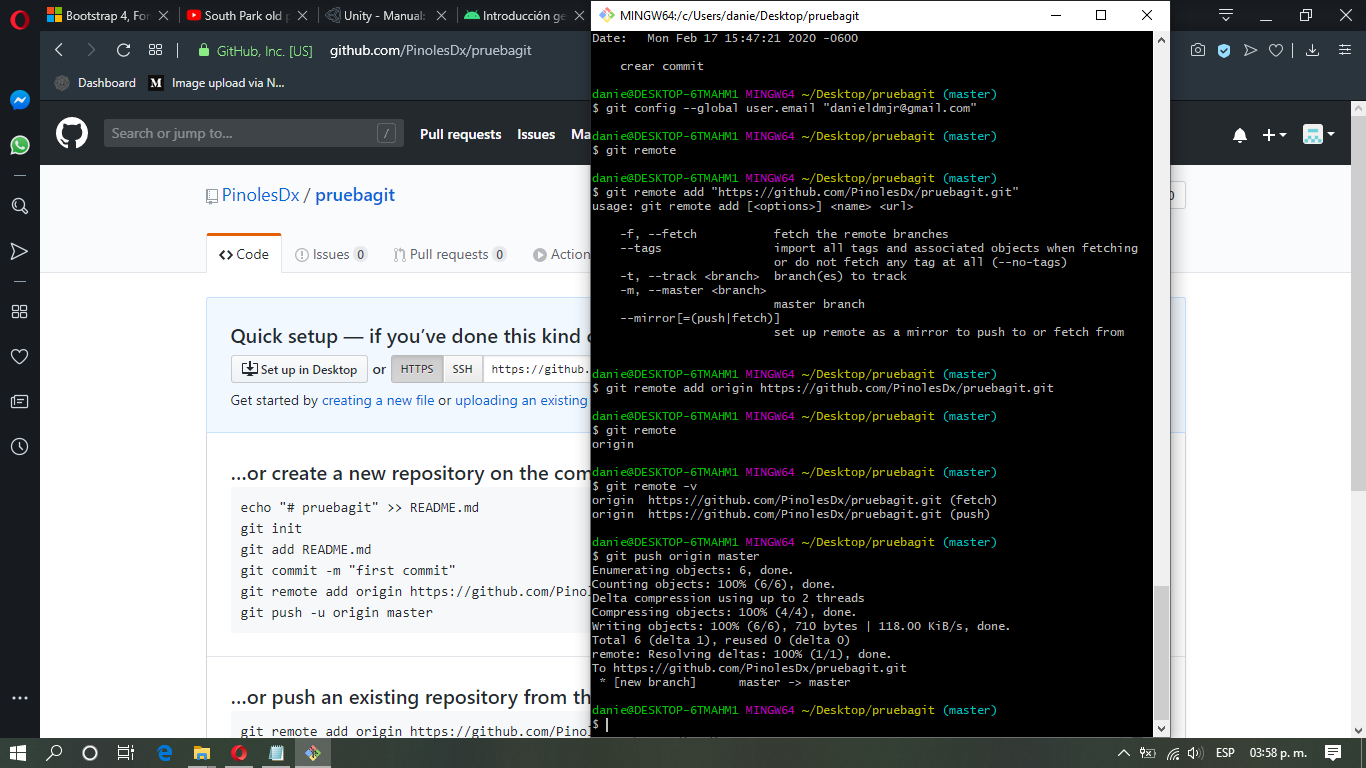 Bootstrap 4, For
South Park old p
Unity - Manual:
Introducción ge
MINGW64:/c/Users/danie/Desktop/pruebagit
GitHub, Inc. [US]
github.com/PinolesDx/pruebagit
Dashboard
M
Image upload via N...
Search or jump to...
/
Pull requests
Issues
Ma
PinolesDx / pruebagit
Code
Issues 0
Pull requests 0
Action
Quick setup — if you've done this kind
Set up in Desktop
or
HTTPS
SSH
https://github.
Get started by creating a new file or uploading an existing
...or create a new repository on the com
echo "# pruebagit" >> README.md
git init
git add README.md
git commit -m "first commit"
git remote add origin https://github.com/Pino
git push -u origin master
...or push an existing repository from th
git remote add origin https://github.com/Pino
Date:   Mon Feb 17 15:47:21 2020 -0600
crear commit
danie@DESKTOP-6TMAHM1 MINGW64 ~/Desktop/pruebagit (master)
$ git config --global user.email "danieldmjr@gmail.com"
danie@DESKTOP-6TMAHM1 MINGW64 ~/Desktop/pruebagit (master)
$ git remote
danie@DESKTOP-6TMAHM1 MINGW64 ~/Desktop/pruebagit (master)
$ git remote add "https://github.com/PinolesDx/pruebagit.git"
usage: git remote add [<options>] <name> <url>
-f, --fetch           fetch the remote branches
--tags                import all tags and associated objects when fetching
or do not fetch any tag at all (--no-tags)
-t, --track <branch>  branch(es) to track
-m, --master <branch>
master branch
--mirror[=(push|fetch)]
set up remote as a mirror to push to or fetch from
danie@DESKTOP-6TMAHM1 MINGW64 ~/Desktop/pruebagit (master)
$ git remote add origin https://github.com/PinolesDx/pruebagit.git
danie@DESKTOP-6TMAHM1 MINGW64 ~/Desktop/pruebagit (master)
$ git remote
origin
danie@DESKTOP-6TMAHM1 MINGW64 ~/Desktop/pruebagit (master)
$ git remote -v
origin  https://github.com/PinolesDx/pruebagit.git (fetch)
origin  https://github.com/PinolesDx/pruebagit.git (push)
danie@DESKTOP-6TMAHM1 MINGW64 ~/Desktop/pruebagit (master)
$ git push origin master
Enumerating objects: 6, done.
Counting objects: 100% (6/6), done.
Delta compression using up to 2 threads
Compressing objects: 100% (4/4), done.
Writing objects: 100% (6/6), 710 bytes | 118.00 KiB/s, done.
Total 6 (delta 1), reused 0 (delta 0)
remote: Resolving deltas: 100% (1/1), done.
To https://github.com/PinolesDx/pruebagit.git
* [new branch]      master -> master
danie@DESKTOP-6TMAHM1 MINGW64 ~/Desktop/pruebagit (master)
$
ESP
03:58 p. m.